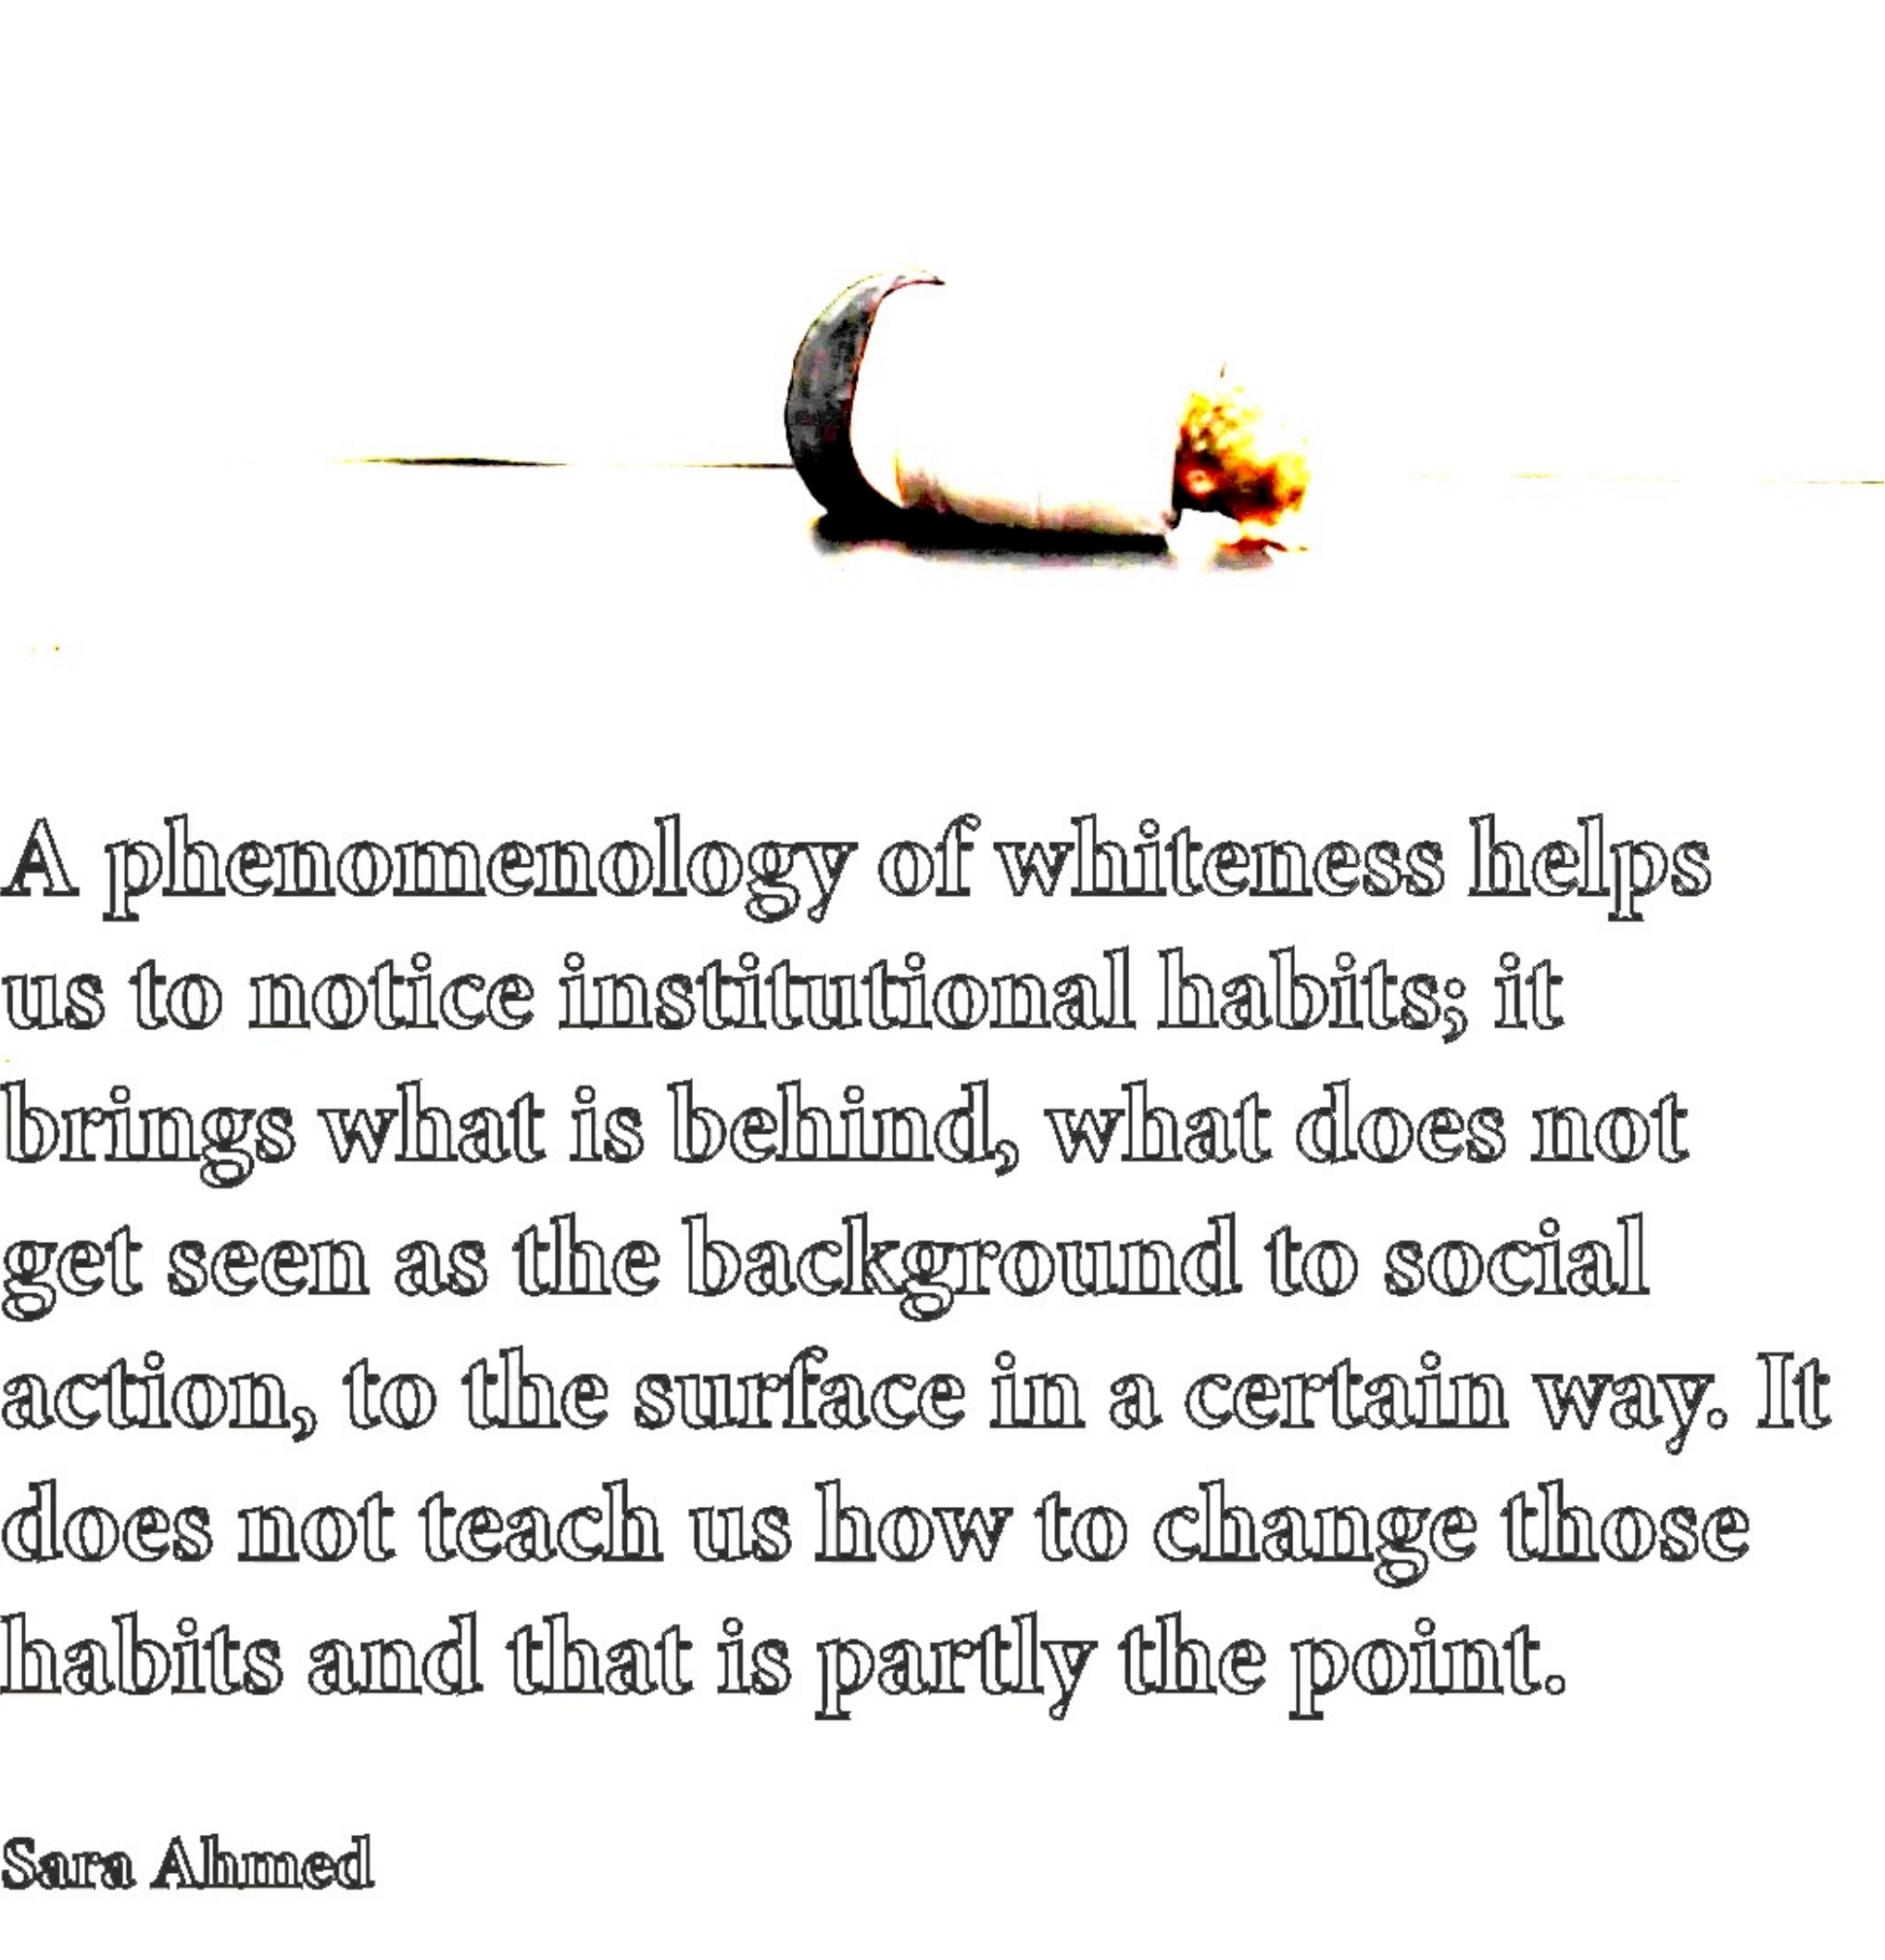 A phenomenology of whiteness helps
us to notice institutional habits; it
brings what is behind, what does not
get seen as the background to social
action, to the surface in a certain way. It
does not teach us how to change those
habits and that is partly the point.
Sara Ahmed